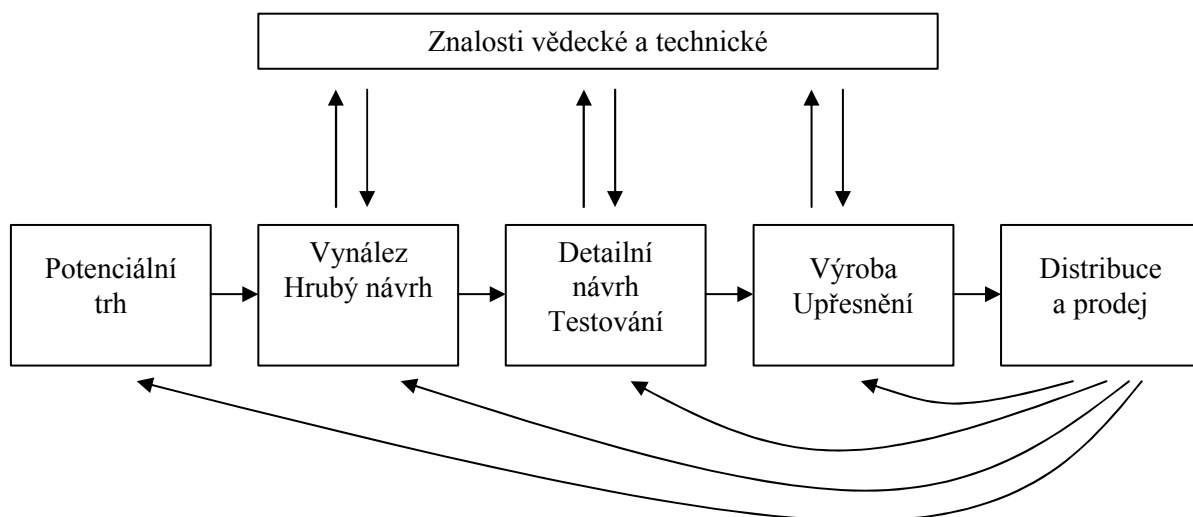 Znalosti vědecké a technické
Potenciální
trh
Vynález
Hrubý návrh
Detailní
návrh
Testování
Výroba
Upřesnění
Distribuce
a prodej